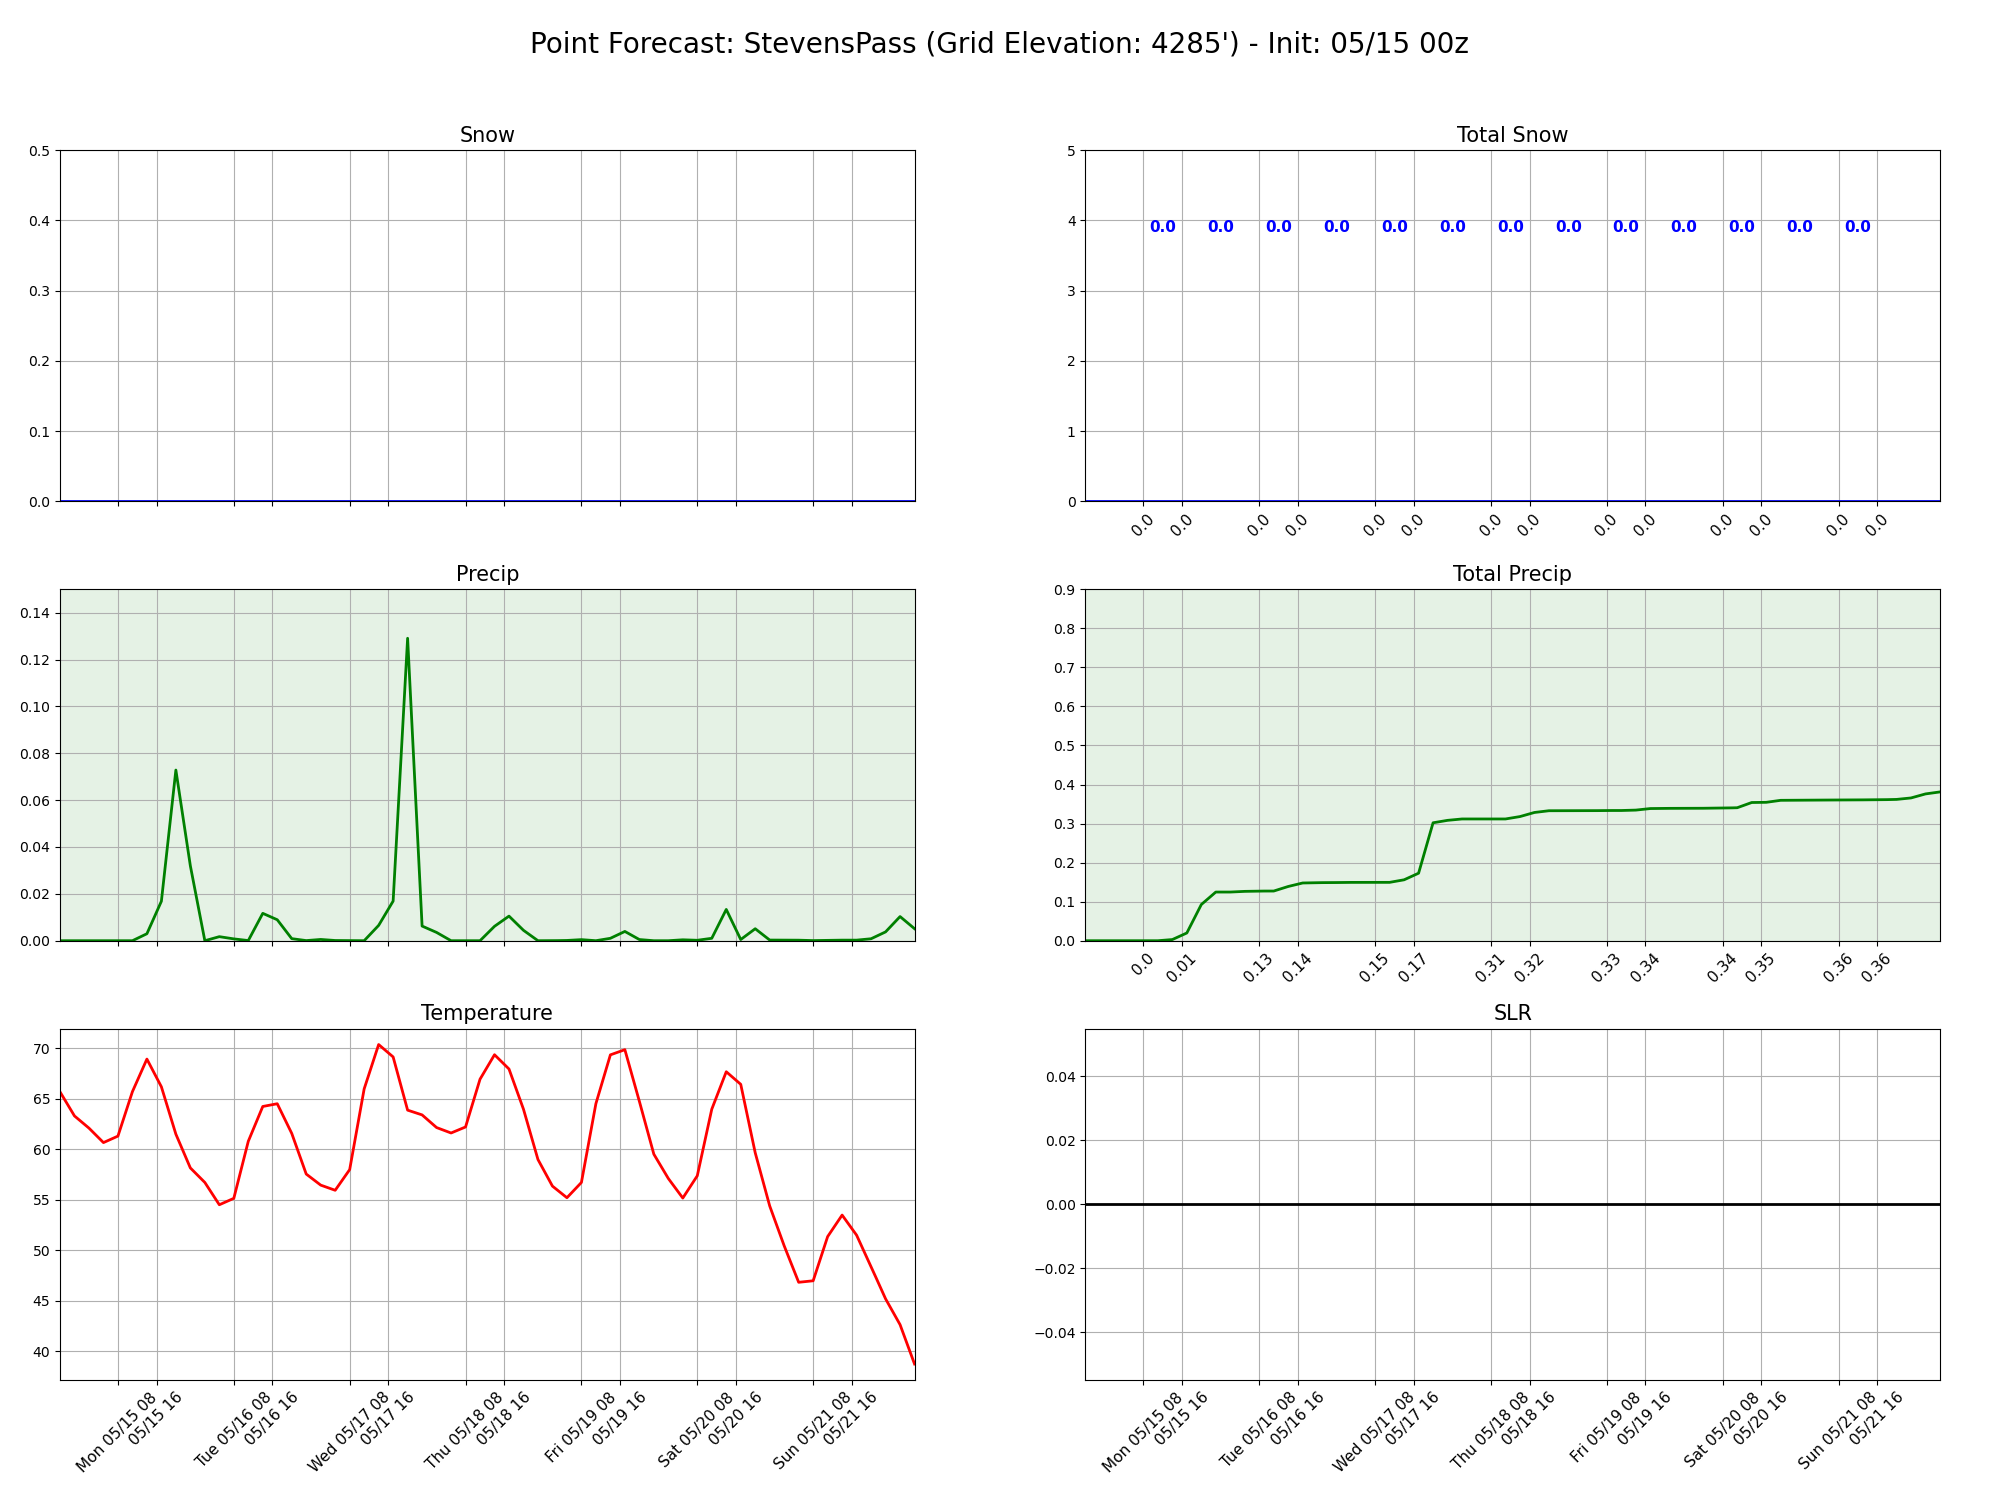 Point Forecast: StevensPass (Grid Elevation: 4285') - Init: 05/15 00z
Snow
0.5
0.4
0.3
0.2
0.1
0.0
Total Snow
5
4
3
2
1
0
0.0 0.0 0.0 0.0 0.0 0.0 0.0 0.0 0.0 0.0 0.0 0.0 0.0
0.0 0.0 0.0 0.0 0.0 0.0 0.0 0.0 0.0 0.0 0.0 0.0 0.0 0.0
Precip
0.14
0.12
0.10
0.08
0.06
0.04
0.02
0.00
Total Precip
0.9
0.8
0.7
0.6
0.5
0.4
0.3
0.2
0.1
0.0
0.0 0.01 0.13 0.14 0.15 0.17 0.31 0.32 0.33 0.34 0.34 0.35 0.36 0.36
Temperature
70
65
60
55
50
45
40
Mon 05/15 08
05/15 16
Tue 05/16 08
05/16 16
Wed 05/17 08
05/17 16
Thu 05/18 08
05/18 16
Fri 05/19 08
05/19 16
Sat 05/20 08
05/20 16
Sun 05/21 08
05/21 16
SLR
0.04
0.02
0.00
−0.02
−0.04
Mon 05/15 08
05/15 16
Tue 05/16 08
05/16 16
Wed 05/17 08
05/17 16
Thu 05/18 08
05/18 16
Fri 05/19 08
05/19 16
Sat 05/20 08
05/20 16
Sun 05/21 08
05/21 16